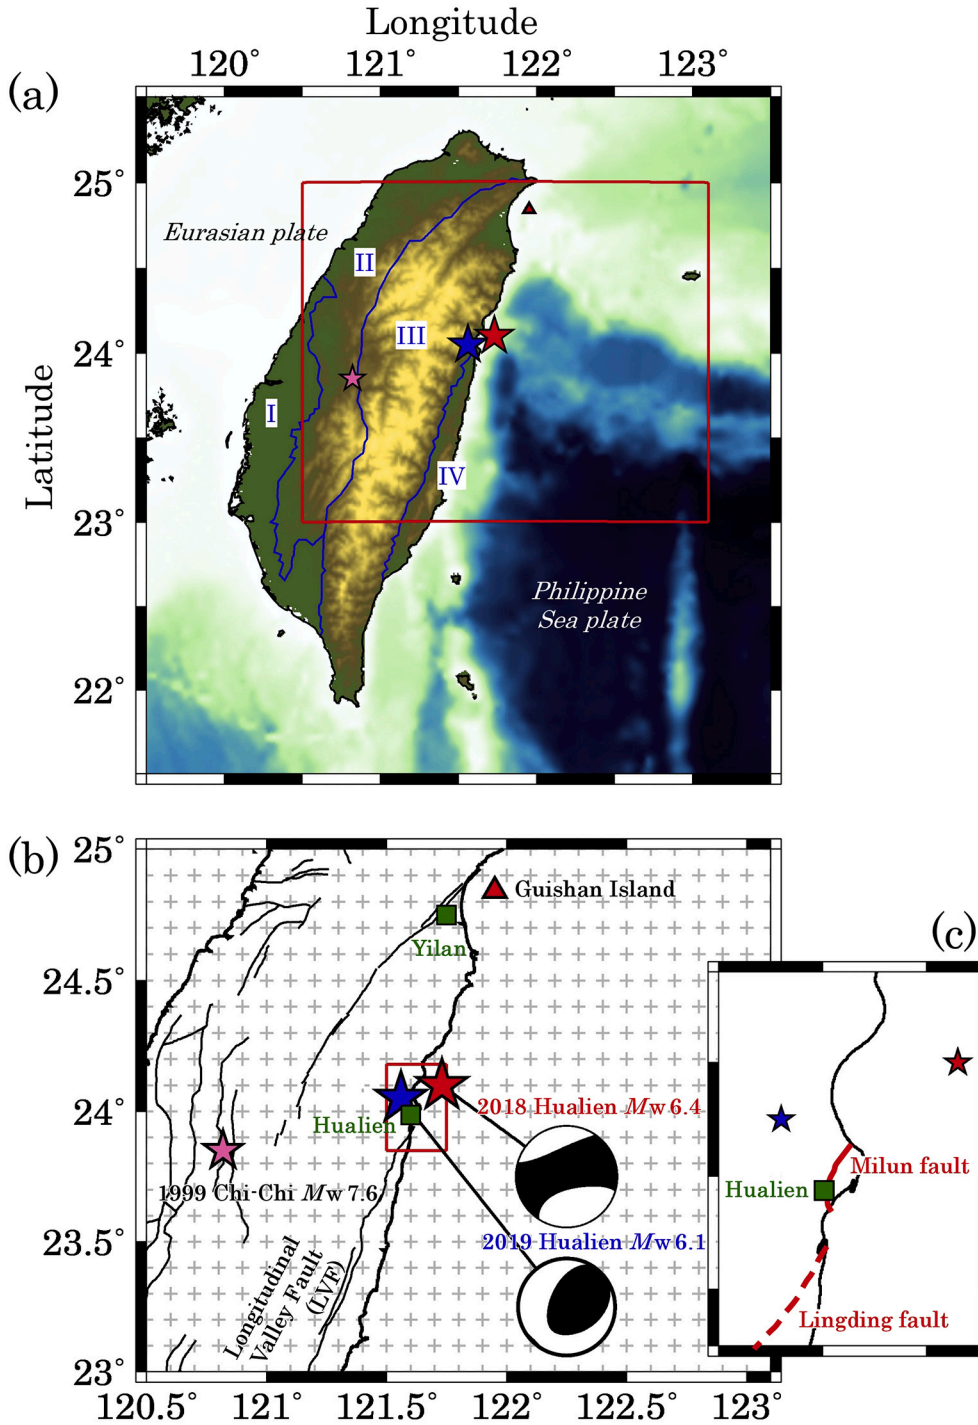 Longitude
120° 121° 122° 123°
(a)
25°
Eurasian plate
II
III
24°
I
Latitude
IV
23°
Philippine
Sea plate
22°
(b)
25°
Guishan Island
Yilan
(c)
24.5°
24°
2018 Hualien Mw 6.4
Hualien
1999 Chi-Chi Mw 7.6
Milun fault
Hualien
23.5°
2019 Hualien Mw 6.1
Longitudinal
Valley Fault
(LVF)
Lingding fault
23°
120.5° 121° 121.5° 122° 122.5° 123°